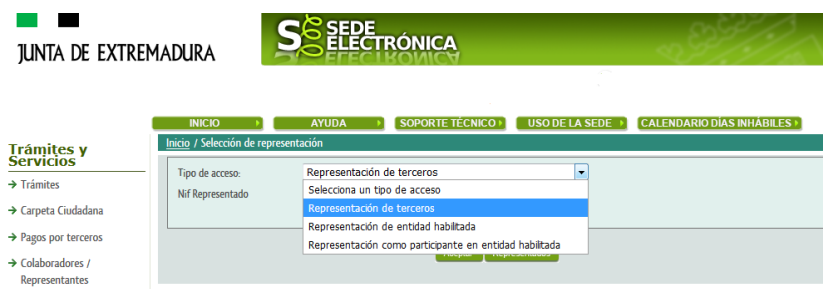 JUNTA DE EXTREMADURA
SEDE
ELECTRÓNICA
INICIO
AYUDA
SOPORTE TÉCNICO
USO DE LA SEDE
CALENDARIO DÍAS INHÁBILES
Inicio / Selección de representación
Trámites y
Servicios
Trámites
Carpeta Ciudadana
Pagos por terceros
Colaboradores /
Representantes
Tipo de acceso:
Representación de terceros
Nif Representado
Selecciona un tipo de acceso
Representación de terceros
Representación de entidad habilitada
Representación como participante en entidad habilitada
Aceptar
Representados